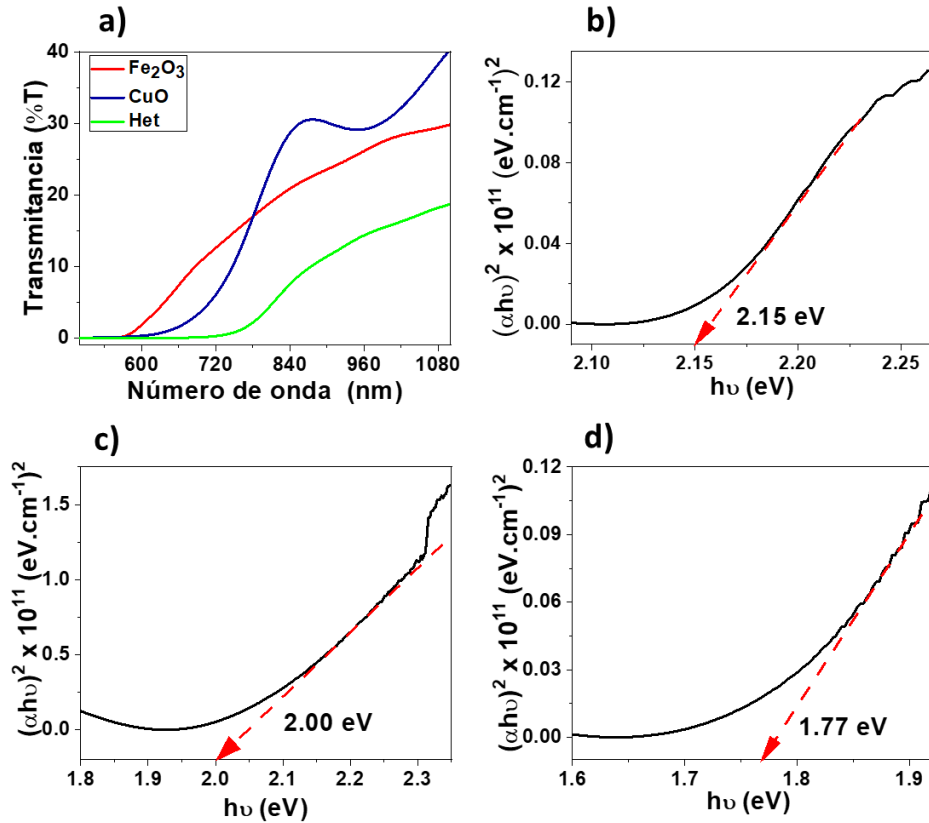 a)
40
30
20
10
0
Transmitancia (%T)
Fe₂O₃
CuO
Het
600 720 840 960 1080
Número de onda (nm)
b)
0.12
0.08
0.04
0.00
(αhυ)² x 10¹¹ (eV.cm⁻¹)²
2.15 eV
2.10 2.15 2.20 2.25
hυ (eV)
c)
1.5
1.0
0.5
0.0
(αhυ)² x 10¹¹ (eV.cm⁻¹)²
2.00 eV
1.8 1.9 2.0 2.1 2.2 2.3
hυ (eV)
d)
0.12
0.09
0.06
0.03
0.00
(αhυ)² x 10¹¹ (eV.cm⁻¹)²
1.77 eV
1.6 1.7 1.8 1.9
hυ (eV)